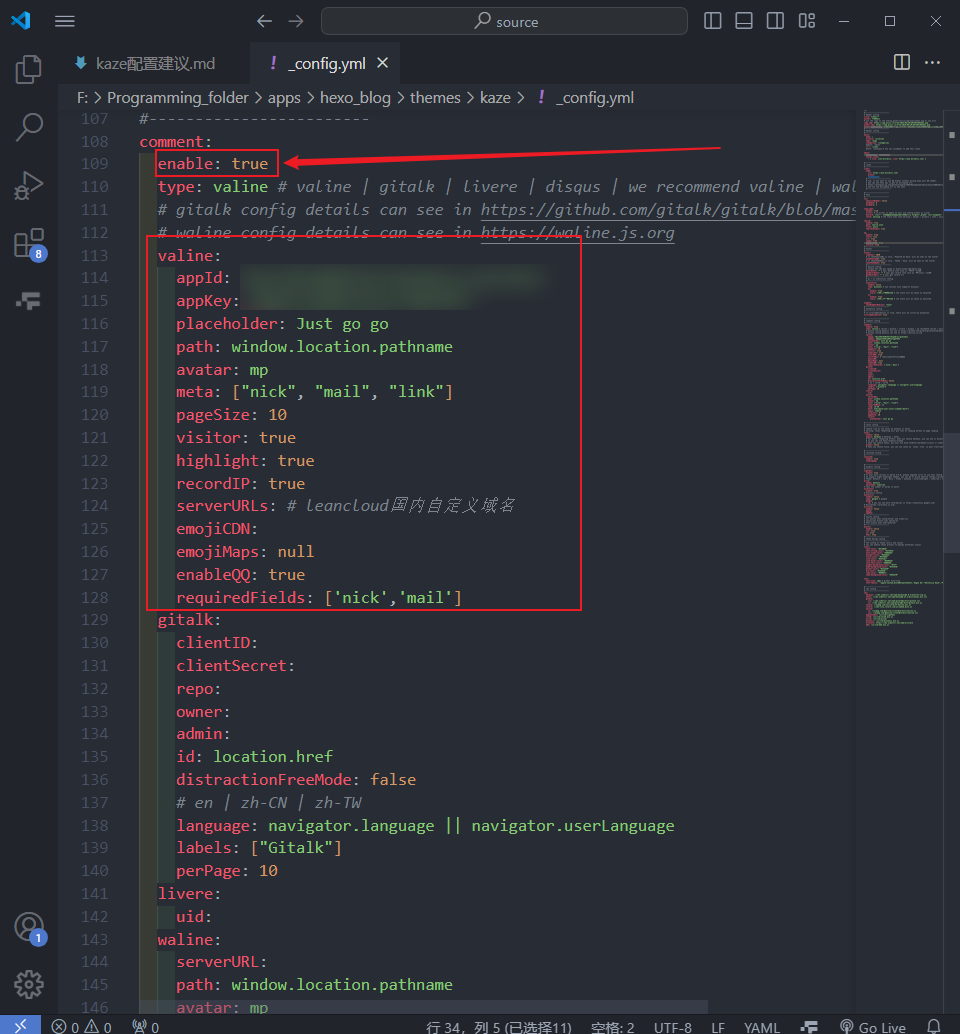 source
kaze配置建议.md
! _config.yml
F: > Programming_folder > apps > hexo_blog > themes > kaze > ! _config.yml
107 #------------------------
108 comment:
109 enable: true
110 type: valine # valine | gitalk | livere | disqus | we recommend valine | wal
111 # gitalk config details can see in https://github.com/gitalk/gitalk/blob/mas
112 # waline config details can see in https://waline.js.org
113 valine:
114 appId:
115 appKey:
116 placeholder: Just go go
117 path: window.location.pathname
118 avatar: mp
119 meta: ["nick", "mail", "link"]
120 pageSize: 10
121 visitor: true
122 highlight: true
123 recordIP: true
124 serverURLs: # leancloud国内自定义域名
125 emojiCDN:
126 emojiMaps: null
127 enableQQ: true
128 requiredFields: ['nick','mail']
129 gitalk:
130 clientID:
131 clientSecret:
132 repo:
133 owner:
134 admin:
135 id: location.href
136 distractionFreeMode: false
137 # en | zh-CN | zh-TW
138 language: navigator.language || navigator.userLanguage
139 labels: ["Gitalk"]
140 perPage: 10
141 livere:
142 uid:
143 waline:
144 serverURL:
145 path: window.location.pathname
146 avatar: mp
8
1
0 0 0 行 34，列 5 (已选择11) 空格: 2 UTF-8 LF YAML Go Live